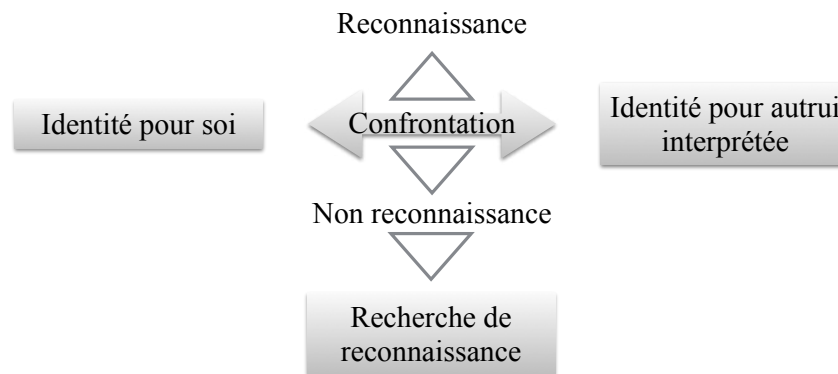 Reconnaissance
Identité pour soi
Confrontation
Identité pour autrui
interprétée
Non reconnaissance
Recherche de
reconnaissance